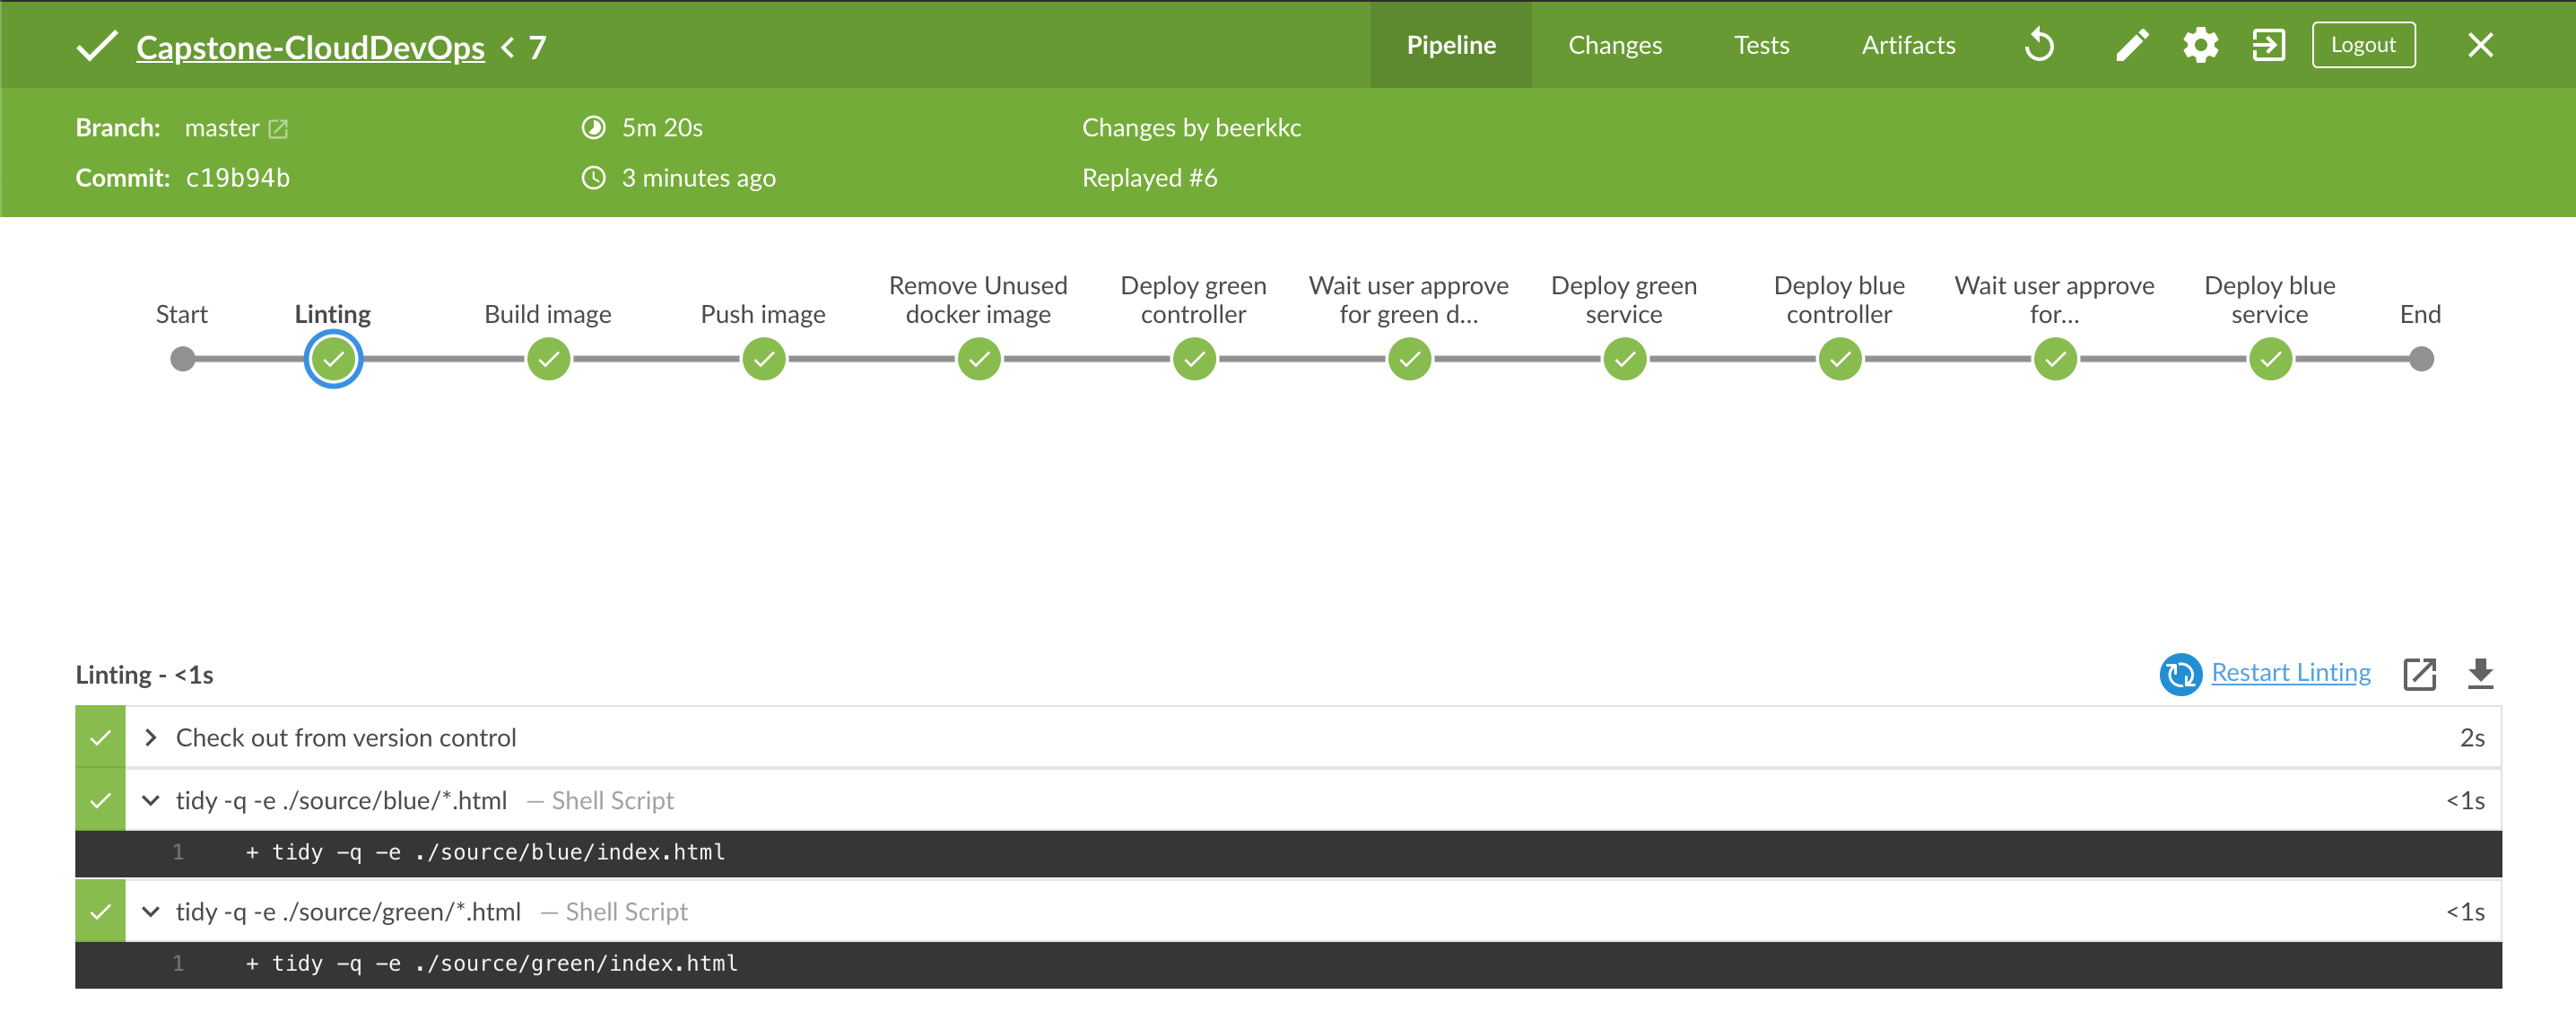 Capstone-CloudDevOps < 7
Pipeline
Changes
Tests
Artifacts
Logout
Branch: master
5m 20s
Changes by beerkkc
Commit: c19b94b
3 minutes ago
Replayed #6
Start
Linting
Build image
Push image
Remove Unused
docker image
Deploy green
controller
Wait user approve
for green d...
Deploy green
service
Deploy blue
controller
Wait user approve
for...
Deploy blue
service
End
Linting - <1s
Restart Linting
Check out from version control
2s
tidy -q -e ./source/blue/*.html — Shell Script
<1s
1 + tidy -q -e ./source/blue/index.html
tidy -q -e ./source/green/*.html — Shell Script
<1s
1 + tidy -q -e ./source/green/index.html